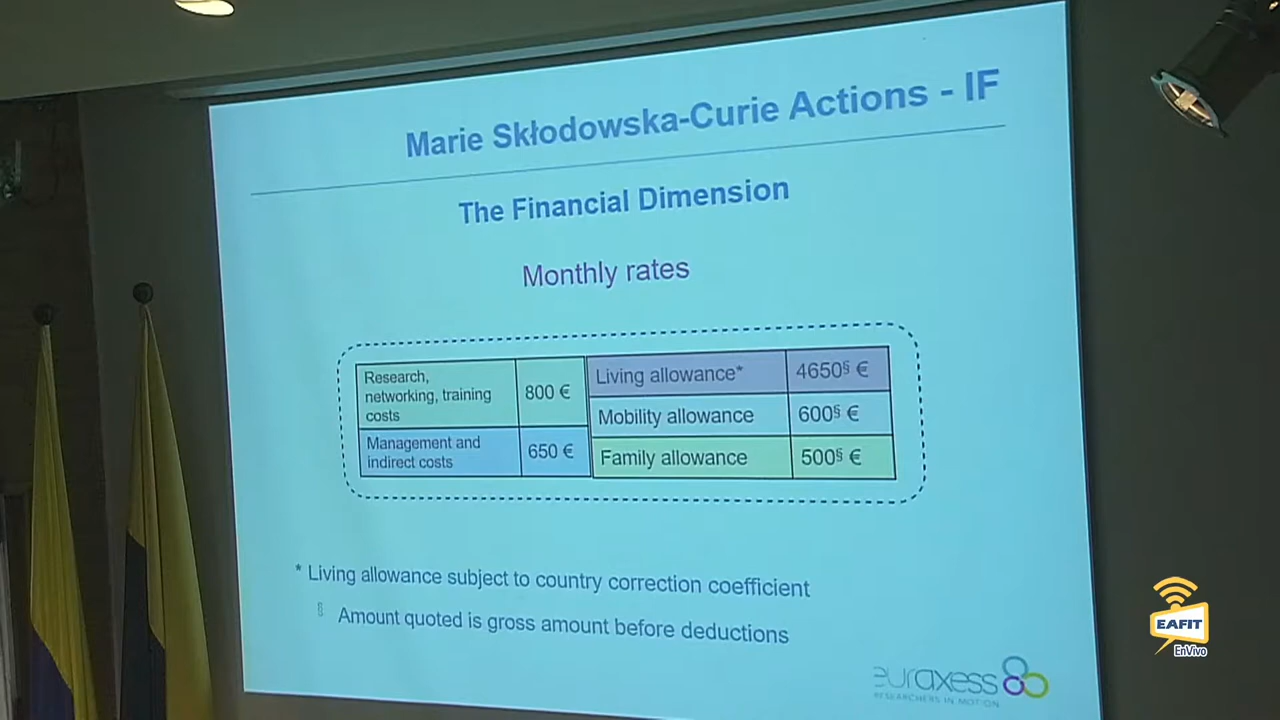 Marie Skłodowska-Curie Actions - IF
The Financial Dimension
Monthly rates
Research,
networking, training
costs
800 €
Management and
indirect costs
650 €
Living allowance*
4650§ €
Mobility allowance
600§ €
Family allowance
500§ €
* Living allowance subject to country correction coefficient
§ Amount quoted is gross amount before deductions
euraxess
RESEARCHERS IN MOTION
EAFIT
EnVivo